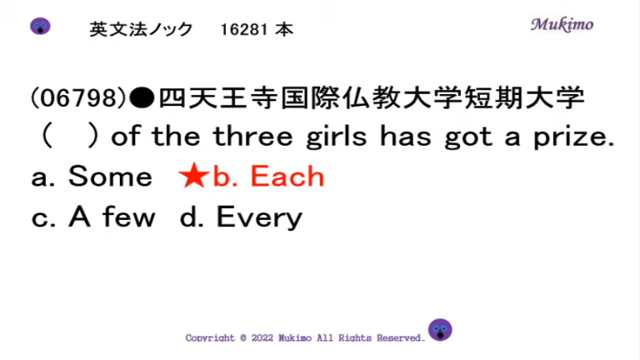 英文法ノック 16281 本 Mukimo
(06798)●四天王寺国際仏教大学短期大学
( ) of the three girls has got a prize.
a. Some ★b. Each
c. A few d. Every
Copyright @ 2022 Mukimo All Rights Reserved.